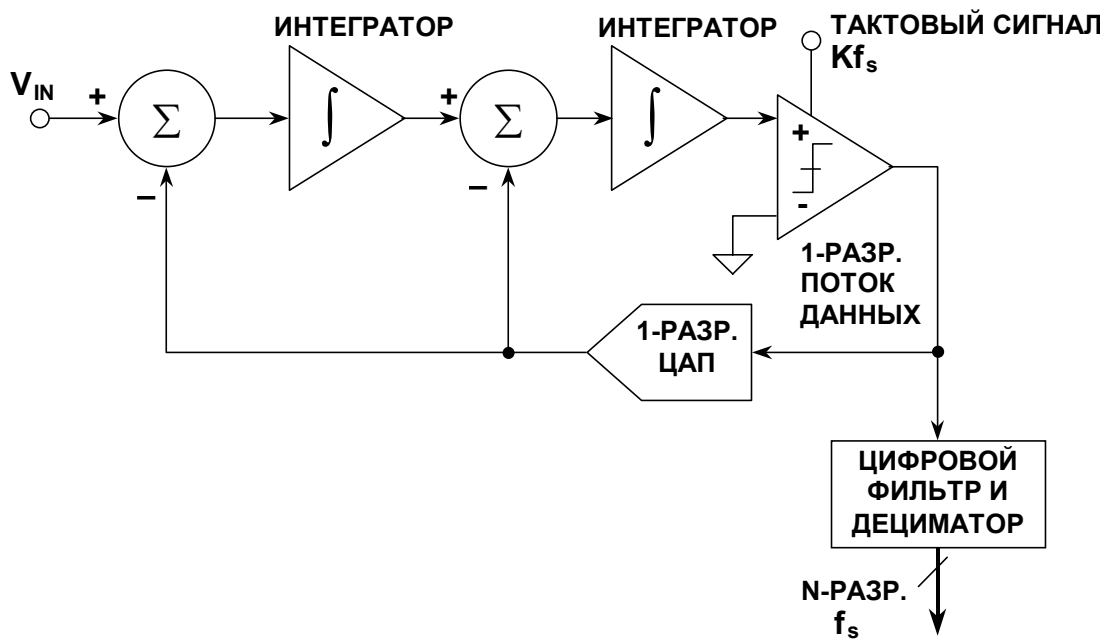 ИНТЕГРАТОР
ИНТЕГРАТОР
ТАКТОВЫЙ СИГНАЛ
Kfs
VIN
+
Σ
∫
+
Σ
∫
+
-
–
–
1-РАЗР.
ПОТОК
ДАННЫХ
1-РАЗР.
ЦАП
ЦИФРОВОЙ
ФИЛЬТР И
ДЕЦИМАТОР
N-РАЗР.
fs